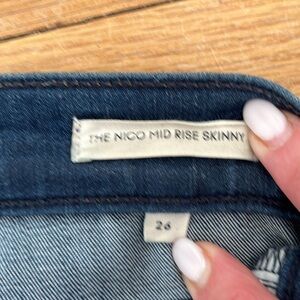 THE NICO MID RISE SKINNY
26